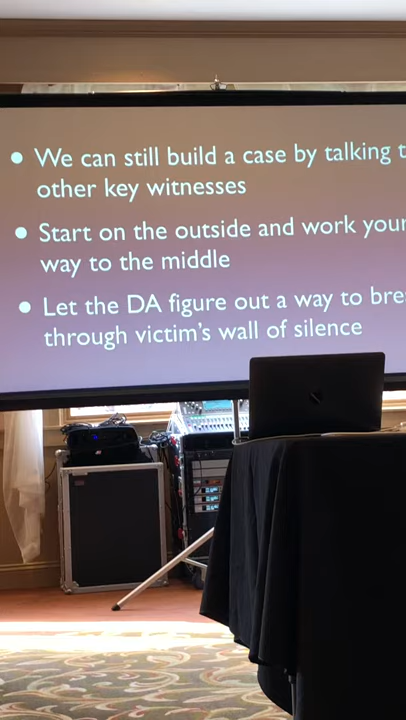 • We can still build a case by talking t
other key witnesses
• Start on the outside and work your
way to the middle
• Let the DA figure out a way to bre
through victim's wall of silence